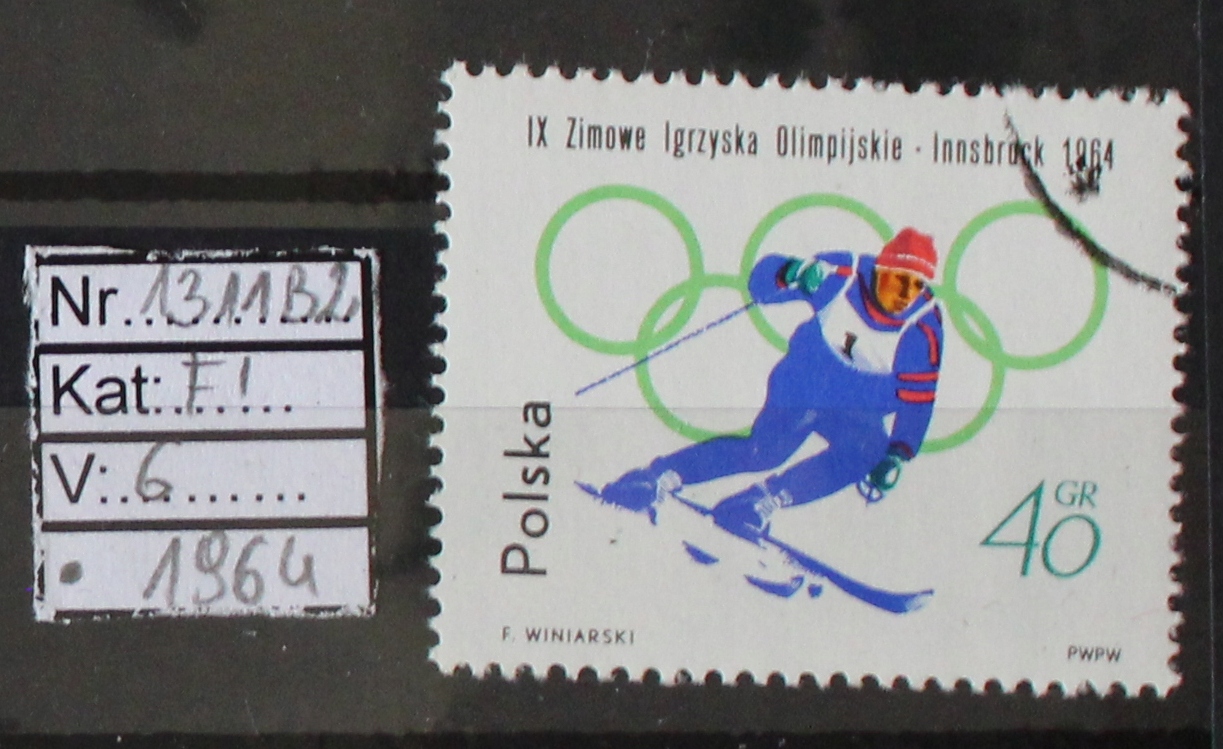 Nr. 1311B2
Kat: F!
V: 6
• 1964
IX Zimowe Igrzyska Olimpijskie · Innsbruck 1964
1
Polska
40 GR
F. WINIARSKI
PWPW